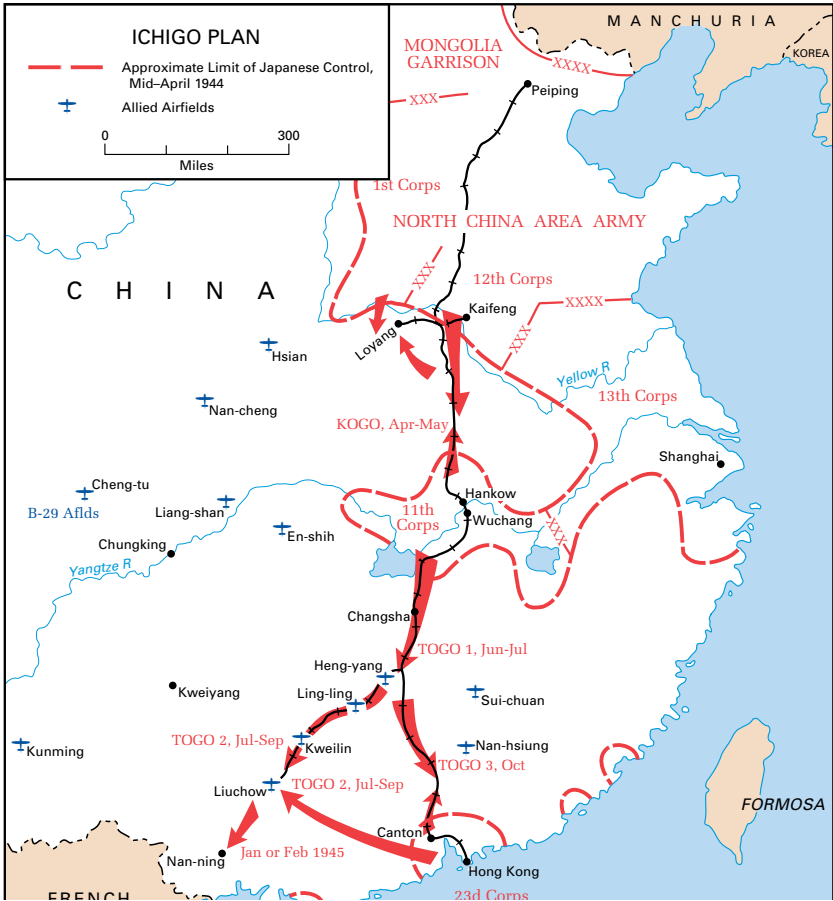 ICHIGO PLAN
Approximate Limit of Japanese Control,
Mid–April 1944
Allied Airfields
0
300
Miles
MANCHURIA
KOREA
MONGOLIA
GARRISON
XXXX
XXX
Peiping
1st Corps
NORTH CHINA AREA ARMY
XXX
12th Corps
CHINA
XXXX
Kaifeng
Loyang
XXX
Hsian
Yellow R
13th Corps
Nan-cheng
KOGO, Apr-May
Shanghai
Cheng-tu
B-29 Aflds
Liang-shan
Hankow
11th
Corps
Wuchang
XXX
En-shih
Chungking
Yangtze R
Changsha
TOGO 1, Jun-Jul
Heng-yang
Kweiyang
Ling-ling
Sui-chuan
TOGO 2, Jul-Sep
Kweilin
Nan-hsiung
Kunming
TOGO 3, Oct
TOGO 2, Jul-Sep
Liuchow
FORMOSA
Canton
Nan-ning
Jan or Feb 1945
Hong Kong
FRENCH
23d Corps